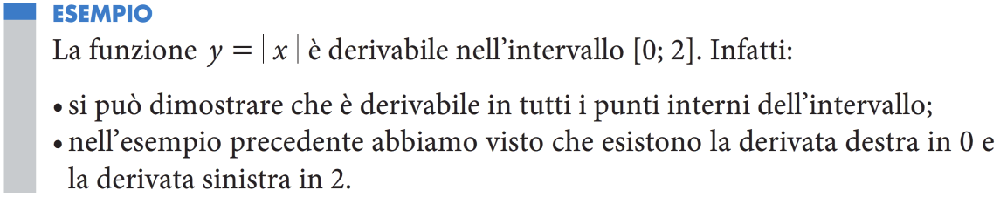 ESEMPIO
La funzione y = | x | è derivabile nell'intervallo [0; 2]. Infatti:
• si può dimostrare che è derivabile in tutti i punti interni dell'intervallo;
• nell'esempio precedente abbiamo visto che esistono la derivata destra in 0 e
la derivata sinistra in 2.